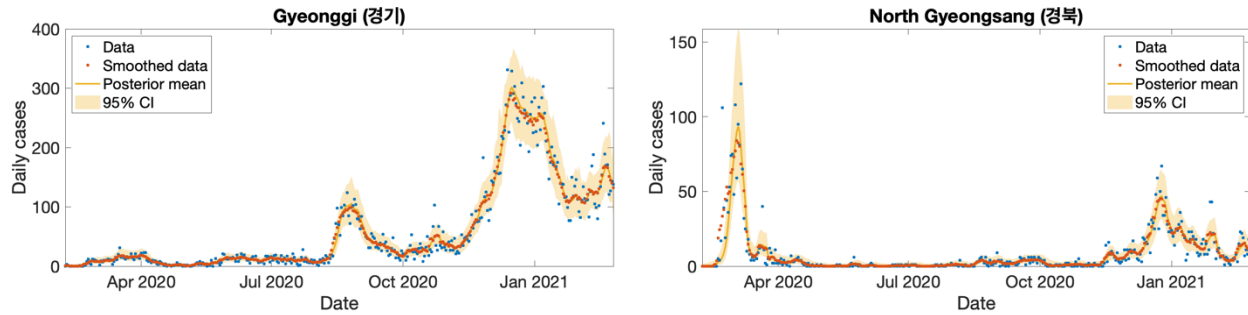 Gyeonggi (경기)
400
300
200
100
0
Daily cases
Data
Smoothed data
Posterior mean
95% CI
Apr 2020
Jul 2020
Oct 2020
Jan 2021
Date
North Gyeongsang (경북)
150
100
50
0
Daily cases
Data
Smoothed data
Posterior mean
95% CI
Apr 2020
Jul 2020
Oct 2020
Jan 2021
Date